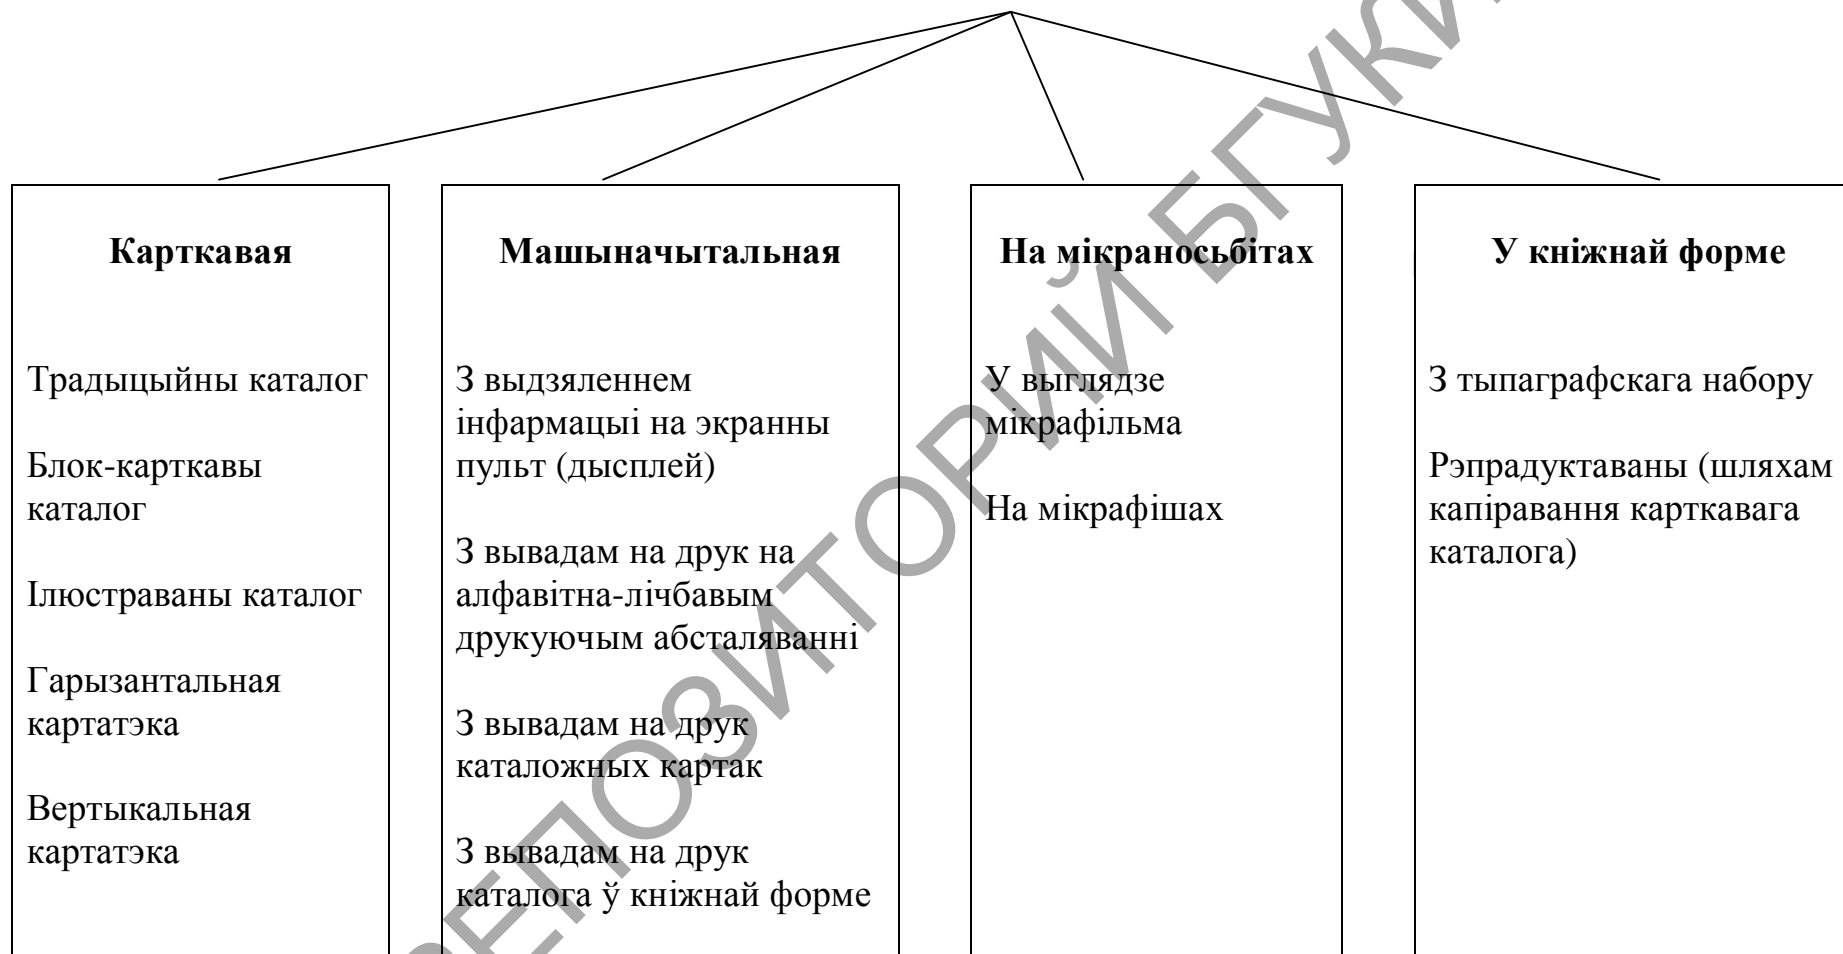 Карткавая
Традыцыйны каталог
Блок-карткавы
каталог
Ілюстраваны каталог
Гарызантальная
картатэка
Вертыкальная
картатэка
Машыначытальная
З выдзяленнем
інфармацыі на экранны
пульт (дысплей)
З вывадам на друк на
алфавітна-лічбавым
друкуючым абсталяванні
З вывадам на друк
каталожных картак
З вывадам на друк
каталога ў кніжнай форме
На мікраносьбітах
У выглядзе
мікрафільма
На мікрафішах
У кніжнай форме
З тыпаграфскага набору
Рэпрадуктаваны (шляхам
капіравання карткавага
каталога)
РЕПОЗИТОРИЙ БГУКИ